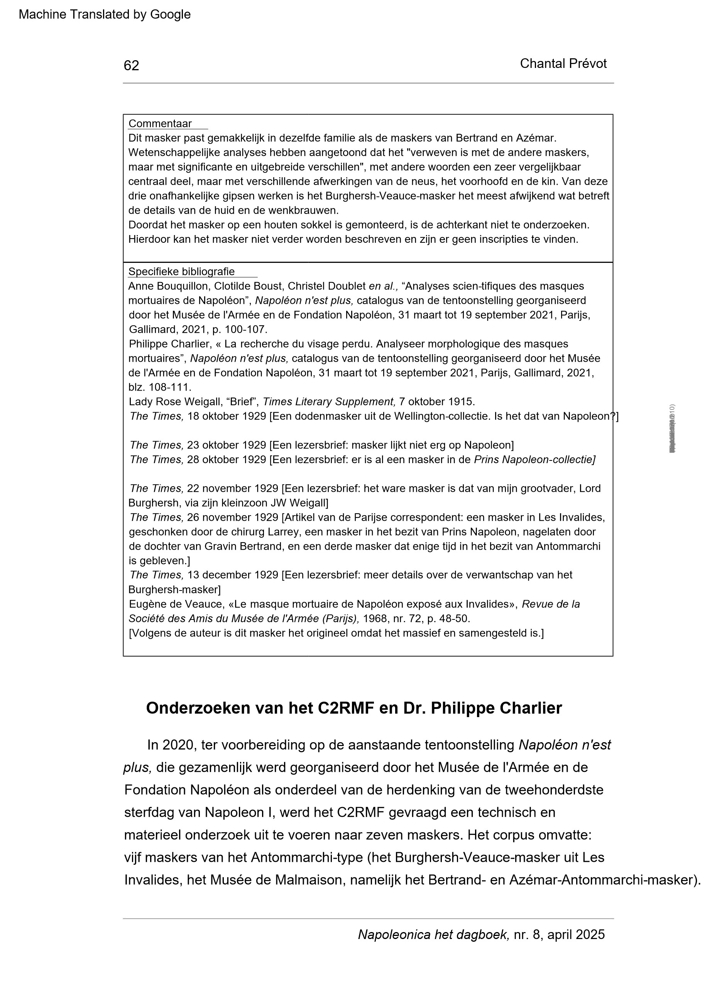 Machine Translated by Google
62
Chantal Prévot
Commentaar
Dit masker past gemakkelijk in dezelfde familie als de maskers van Bertrand en Azémar.
Wetenschappelijke analyses hebben aangetoond dat het "verweven is met de andere maskers,
maar met significante en uitgebreide verschillen", met andere woorden een zeer vergelijkbaar
centraal deel, maar met verschillende afwerkingen van de neus, het voorhoofd en de kin. Van deze
drie onafhankelijke gipsen werken is het Burghersh-Veauce-masker het meest afwijkend wat betreft
de details van de huid en de wenkbrauwen.
Doordat het masker op een houten sokkel is gemonteerd, is de achterkant niet te onderzoeken.
Hierdoor kan het masker niet verder worden beschreven en zijn er geen inscripties te vinden.
Specifieke bibliografie
Anne Bouquillon, Clotilde Boust, Christel Doublet en al., “Analyses scien-tifiques des masques
mortuaires de Napoléon”, Napoléon n'est plus, catalogus van de tentoonstelling georganiseerd
door het Musée de l'Armée en de Fondation Napoléon, 31 maart tot 19 september 2021, Parijs,
Gallimard, 2021, p. 100-107.
Philippe Charlier, « La recherche du visage perdu. Analyseer morphologique des masques
mortuaires”, Napoléon n'est plus, catalogus van de tentoonstelling georganiseerd door het Musée
de l'Armée en de Fondation Napoléon, 31 maart tot 19 september 2021, Parijs, Gallimard, 2021,
blz. 108-111.
Lady Rose Weigall, “Brief”, Times Literary Supplement, 7 oktober 1915.
The Times, 18 oktober 1929 [Een dodenmasker uit de Wellington-collectie. Is het dat van Napoleon?]
The Times, 23 oktober 1929 [Een lezersbrief: masker lijkt niet erg op Napoleon]
The Times, 28 oktober 1929 [Een lezersbrief: er is al een masker in de Prins Napoleon-collectie]
The Times, 22 november 1929 [Een lezersbrief: het ware masker is dat van mijn grootvader, Lord
Burghersh, via zijn kleinzoon JW Weigall]
The Times, 26 november 1929 [Artikel van de Parijse correspondent: een masker in Les Invalides,
geschonken door de chirurg Larrey, een masker in het bezit van Prins Napoleon, nagelaten door
de dochter van Gravin Bertrand, en een derde masker dat enige tijd in het bezit van Antommarchi
is gebleven.]
The Times, 13 december 1929 [Een lezersbrief: meer details over de verwantschap van het
Burghersh-masker]
Eugène de Veauce, «Le masque mortuaire de Napoléon exposé aux Invalides», Revue de la
Société des Amis du Musée de l'Armée (Parijs), 1968, nr. 72, p. 48-50.
[Volgens de auteur is dit masker het origineel omdat het massief en samengesteld is.]
Onderzoeken van het C2RMF en Dr. Philippe Charlier
In 2020, ter voorbereiding op de aanstaande tentoonstelling Napoléon n'est
plus, die gezamenlijk werd georganiseerd door het Musée de l'Armée en de
Fondation Napoléon als onderdeel van de herdenking van de tweehonderdste
sterfdag van Napoleon I, werd het C2RMF gevraagd een technisch en
materieel onderzoek uit te voeren naar zeven maskers. Het corpus omvatte:
vijf maskers van het Antommarchi-type (het Burghersh-Veauce-masker uit Les
Invalides, het Musée de Malmaison, namelijk het Bertrand- en Azémar-Antommarchi-masker).
Napoleonica het dagboek, nr. 8, april 2025